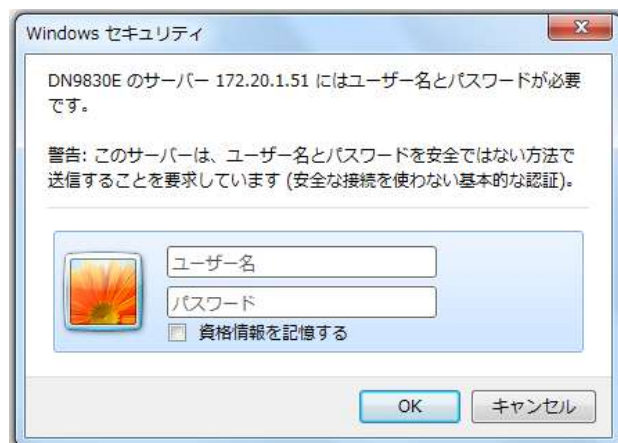 Windows セキュリティ
DN9830E のサーバー 172.20.1.51 にはユーザー名とパスワードが必要
です。
警告: このサーバーは、ユーザー名とパスワードを安全ではない方法で
送信することを要求しています (安全な接続を使わない基本的な認証)。
ユーザー名
パスワード
資格情報を記憶する
OK
キャンセル